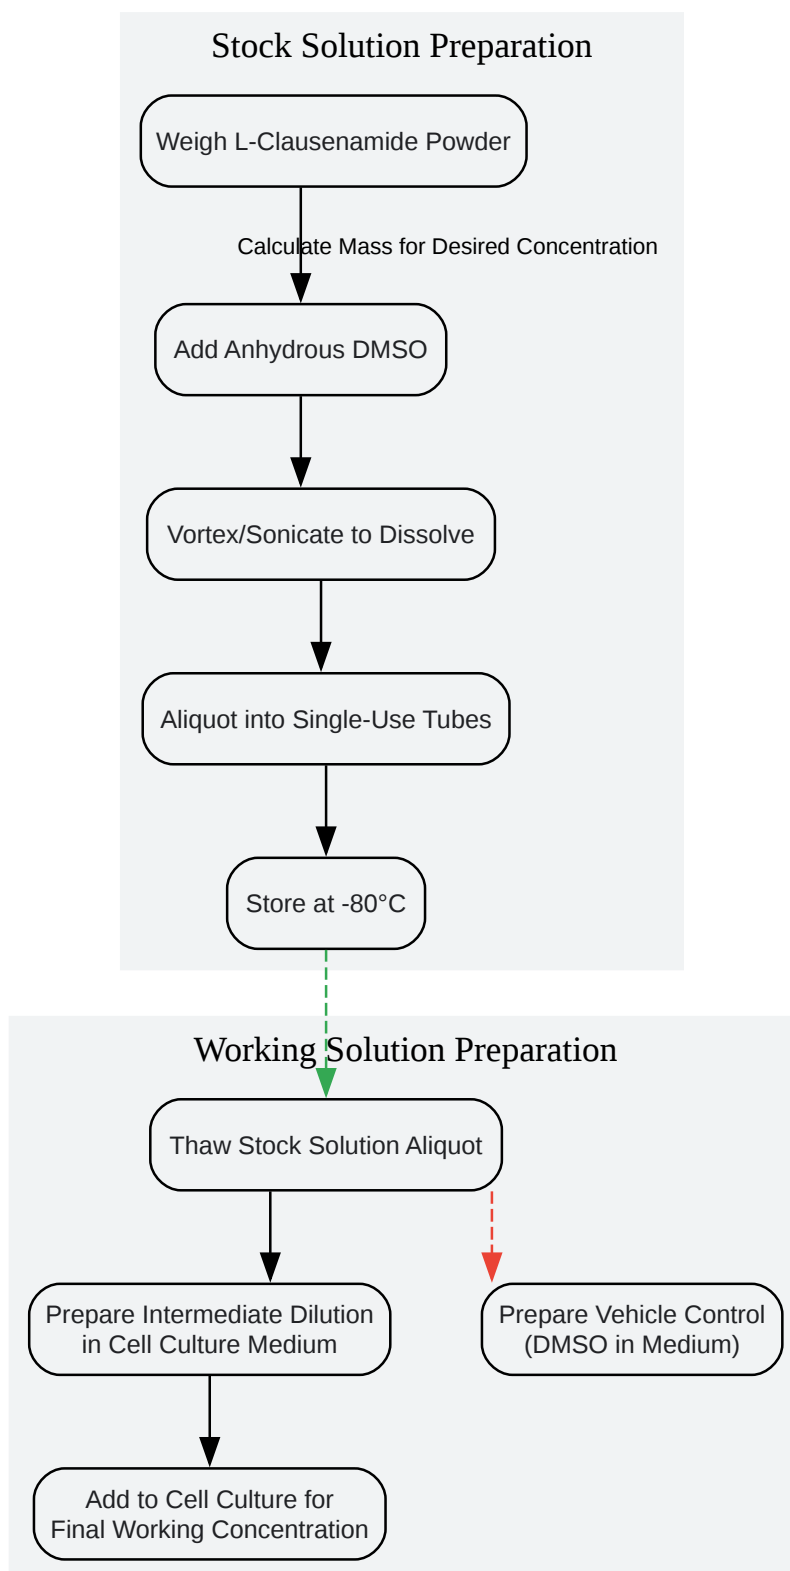 Stock Solution Preparation
Weigh L-Clausenamide Powder
Calculate Mass for Desired Concentration
Add Anhydrous DMSO
Vortex/Sonicate to Dissolve
Aliquot into Single-Use Tubes
Store at -80°C
Working Solution Preparation
Thaw Stock Solution Aliquot
Prepare Intermediate Dilution
in Cell Culture Medium
Prepare Vehicle Control
(DMSO in Medium)
Add to Cell Culture for
Final Working Concentration